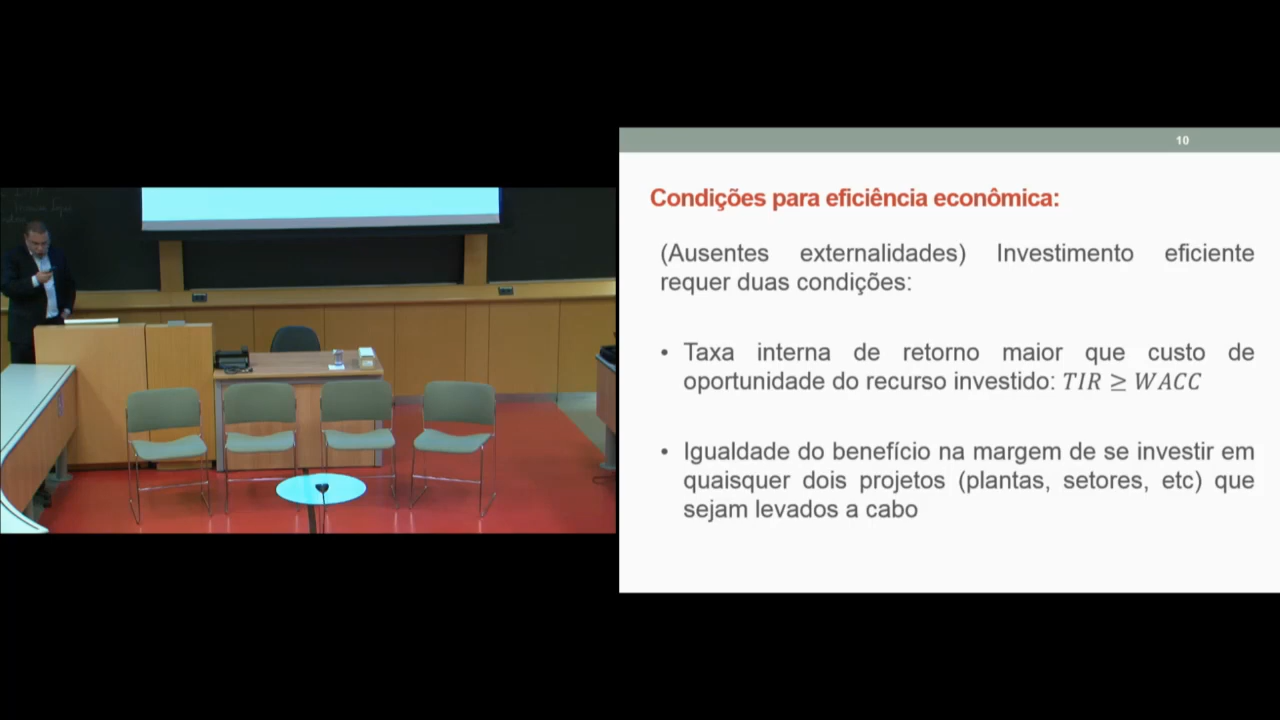 10
Condições para eficiência econômica:
(Ausentes externalidades) Investimento eficiente
requer duas condições:
• Taxa interna de retorno maior que custo de
oportunidade do recurso investido: TIR ≥ WACC
• Igualdade do benefício na margem de se investir em
quaisquer dois projetos (plantas, setores, etc) que
sejam levados a cabo